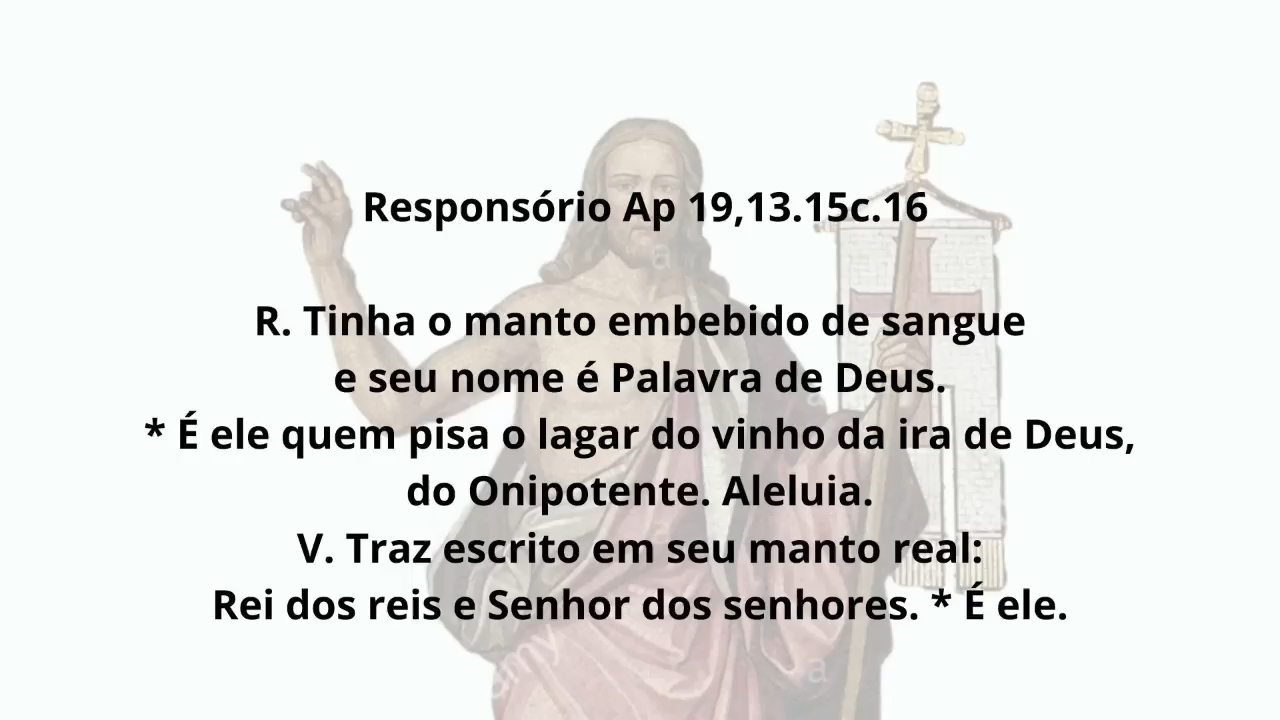 Responsório Ap 19,13.15c.16
R. Tinha o manto embebido de sangue
e seu nome é Palavra de Deus.
* É ele quem pisa o lagar do vinho da ira de Deus,
do Onipotente. Aleluia.
V. Traz escrito em seu manto real:
Rei dos reis e Senhor dos senhores. * É ele.